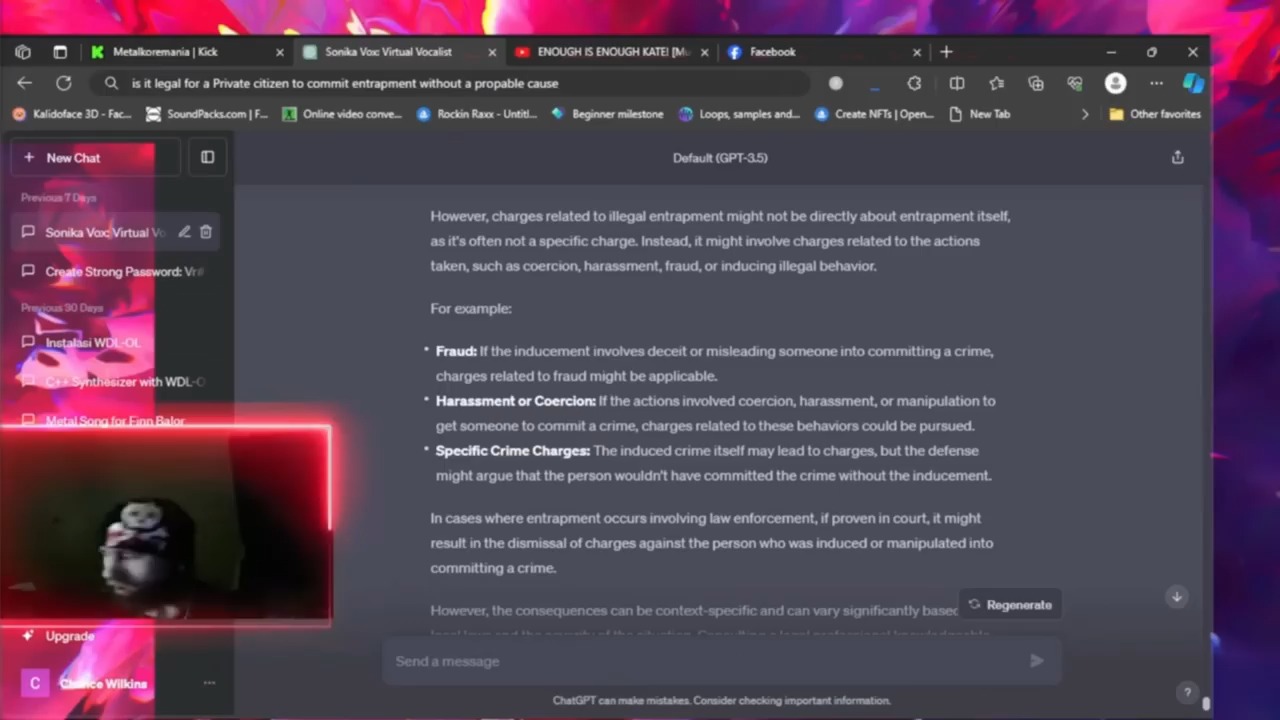 Metalkoremania | Kick
Sonika Vox: Virtual Vocalist
ENOUGH IS ENOUGH KATE! [Mu
Facebook
is it legal for a Private citizen to commit entrapment without a propable cause
Kalidoface 3D - Fac...
SoundPacks.com | F...
Online video conve...
Rockin Raxx - Untitl...
Beginner milestone
Loops, samples and...
Create NFTs | Open...
New Tab
Other favorites
New Chat
Default (GPT-3.5)
Previous 7 Days
Sonika Vox: Virtual Vo
Create Strong Password: Vr
Previous 30 Days
Instalasi WDL-OL
C++ Synthesizer with WDL-O
Metal Song for Finn Balor
However, charges related to illegal entrapment might not be directly about entrapment itself,
as it's often not a specific charge. Instead, it might involve charges related to the actions
taken, such as coercion, harassment, fraud, or inducing illegal behavior.
For example:
• Fraud: If the inducement involves deceit or misleading someone into committing a crime,
charges related to fraud might be applicable.
• Harassment or Coercion: If the actions involved coercion, harassment, or manipulation to
get someone to commit a crime, charges related to these behaviors could be pursued.
• Specific Crime Charges: The induced crime itself may lead to charges, but the defense
might argue that the person wouldn't have committed the crime without the inducement.
In cases where entrapment occurs involving law enforcement, if proven in court, it might
result in the dismissal of charges against the person who was induced or manipulated into
committing a crime.
However, the consequences can be context-specific and can vary significantly based
Regenerate
Upgrade
Send a message
C
Chance Wilkins
ChatGPT can make mistakes. Consider checking important information.
?